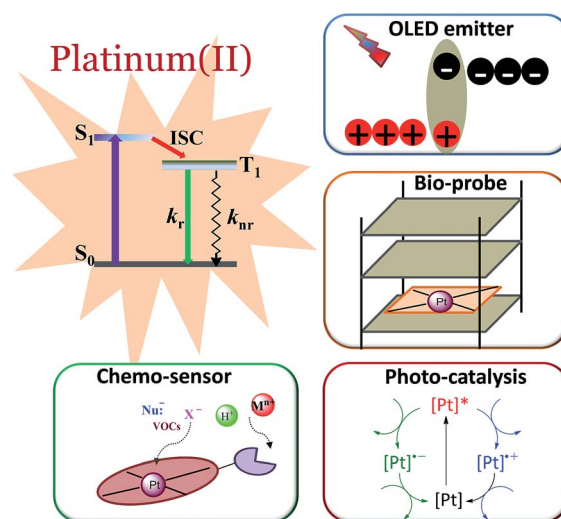 Platinum(II)
S1
ISC
T1
kr
knr
S0
OLED emitter
- - - -
+ + + +
Bio-probe
Pt
Chemo-sensor
Nu:⁻
X⁻
VOCs
H⁺
Mⁿ⁺
Pt
Photo-catalysis
[Pt]*
[Pt]•−
[Pt]•+
[Pt]